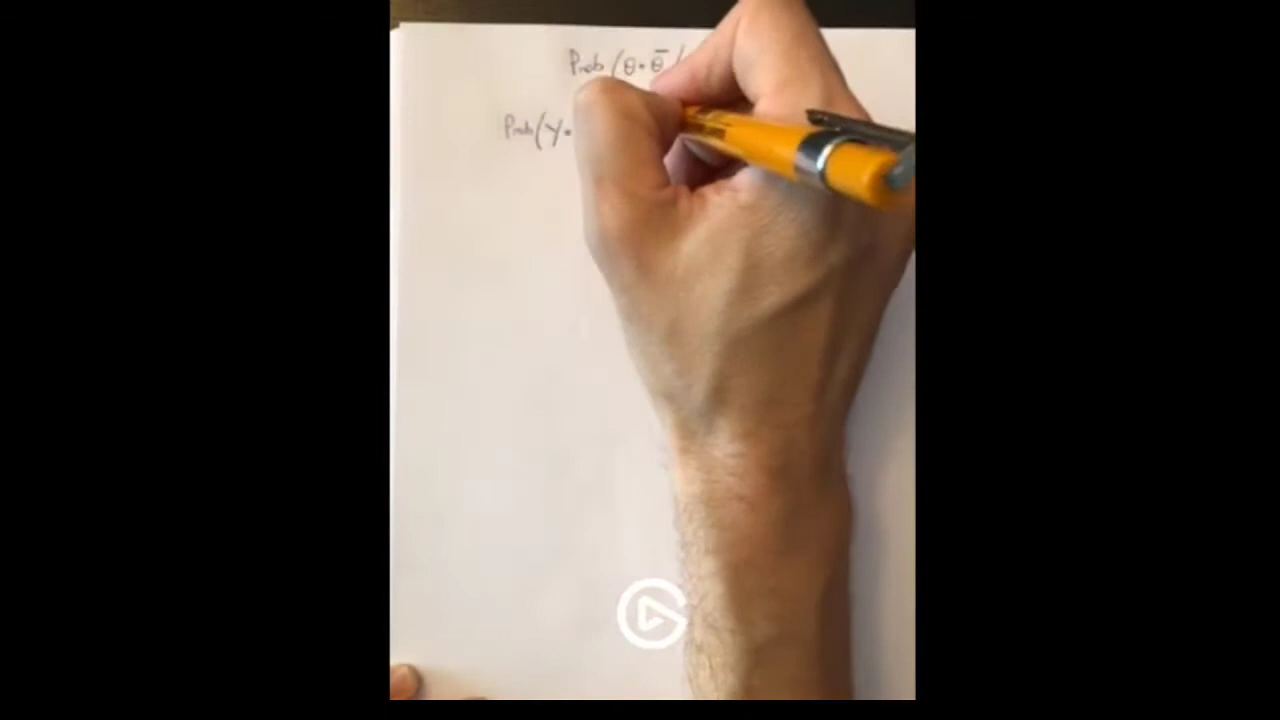 Prob (θ = θ̄ /
Prob (Y =